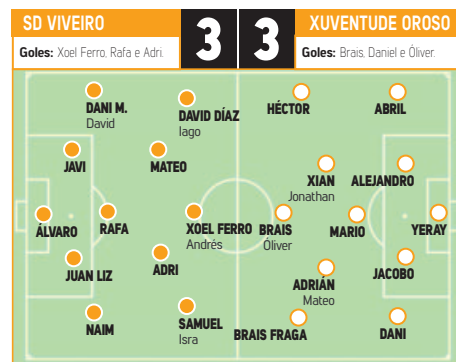 SD VIVEIRO
3
3
XUVENTUDE OROSO
Goles: Xoel Ferro, Rafa e Adri.
Goles: Brais, Daniel e Óliver.
DANI M.
David
DAVID DÍAZ
Iago
HÉCTOR
ABRIL
JAVI
MATEO
XIAN
Jonathan
ALEJANDRO
ÁLVARO
RAFA
XOEL FERRO
Andrés
BRAIS
Óliver
MARIO
YERAY
JUAN LIZ
ADRI
ADRIÁN
Mateo
JACOBO
NAIM
SAMUEL
Isra
BRAIS FRAGA
DANI